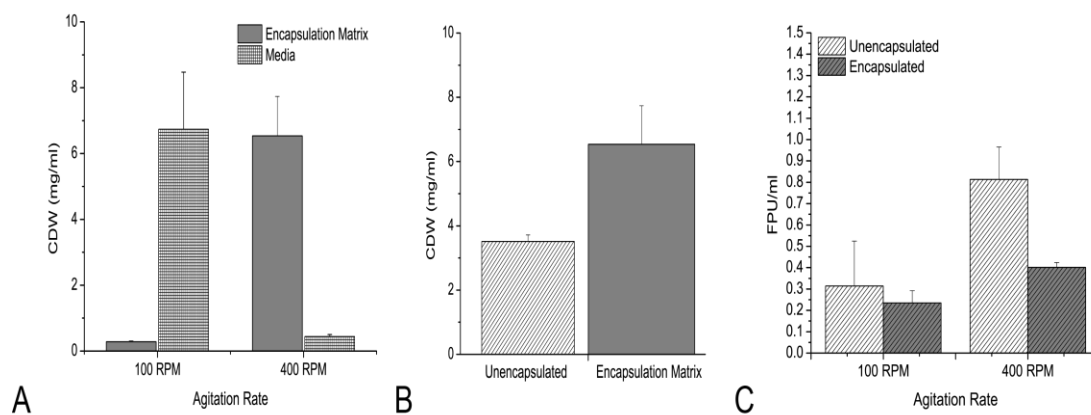 10
8
6
4
2
0
CDW (mg/ml)
Encapsulation Matrix
Media
100 RPM
400 RPM
Agitation Rate
A
10
8
6
4
2
0
CDW (mg/ml)
Unencapsulated
Encapsulation Matrix
B
1.5
1.4
1.3
1.2
1.1
1.0
0.9
0.8
0.7
0.6
0.5
0.4
0.3
0.2
0.1
0.0
FPU/ml
Unencapsulated
Encapsulated
100 RPM
400 RPM
Agitation Rate
C